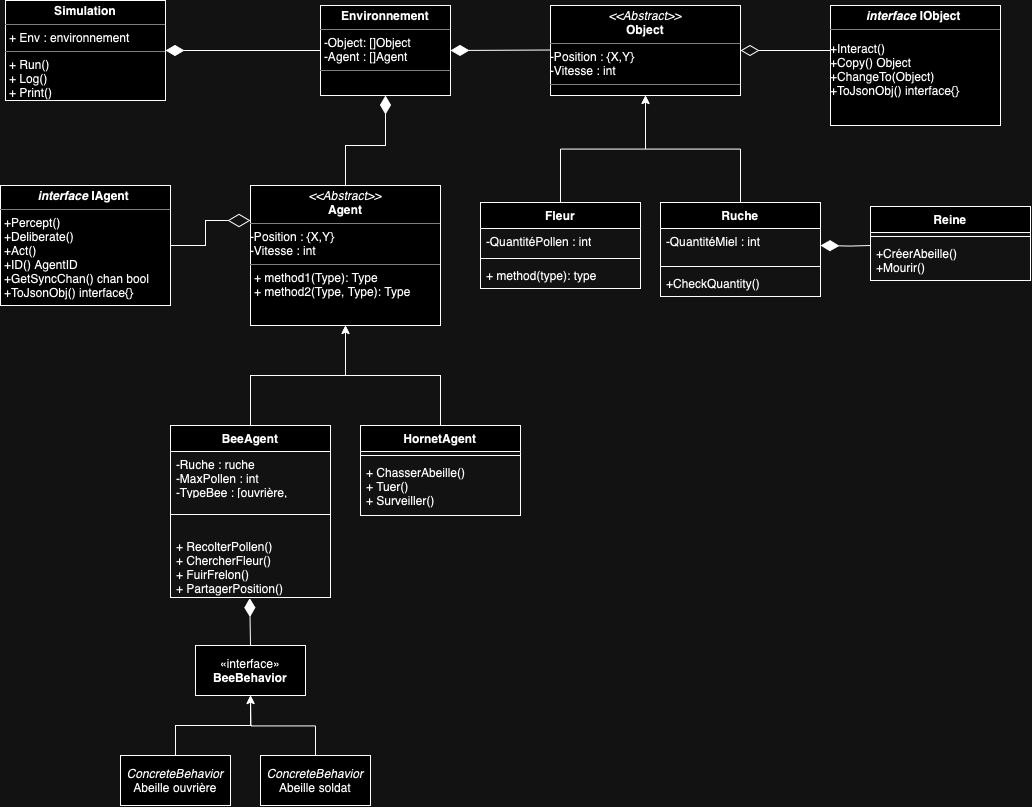 Simulation
+ Env : environnement
+ Run()
+ Log()
+ Print()
Environnement
-Object: []Object
-Agent : []Agent
<<Abstract>>
Object
-Position : {X,Y}
-Vitesse : int
interface IObject
+Interact()
+Copy() Object
+ChangeTo(Object)
+ToJsonObj() interface{}
interface IAgent
+Percept()
+Deliberate()
+Act()
+ID() AgentID
+GetSyncChan() chan bool
+ToJsonObj() interface{}
<<Abstract>>
Agent
-Position : {X,Y}
-Vitesse : int
+ method1(Type): Type
+ method2(Type, Type): Type
Fleur
-QuantitéPollen : int
+ method(type): type
Ruche
-QuantitéMiel : int
+CheckQuantity()
Reine
+CréerAbeille()
+Mourir()
BeeAgent
-Ruche : ruche
-MaxPollen : int
-TypeBee : [ouvrière,
+ RecolterPollen()
+ ChercherFleur()
+ FuirFrelon()
+ PartagerPosition()
HornetAgent
+ ChasserAbeille()
+ Tuer()
+ Surveiller()
«interface»
BeeBehavior
ConcreteBehavior
Abeille ouvrière
ConcreteBehavior
Abeille soldat